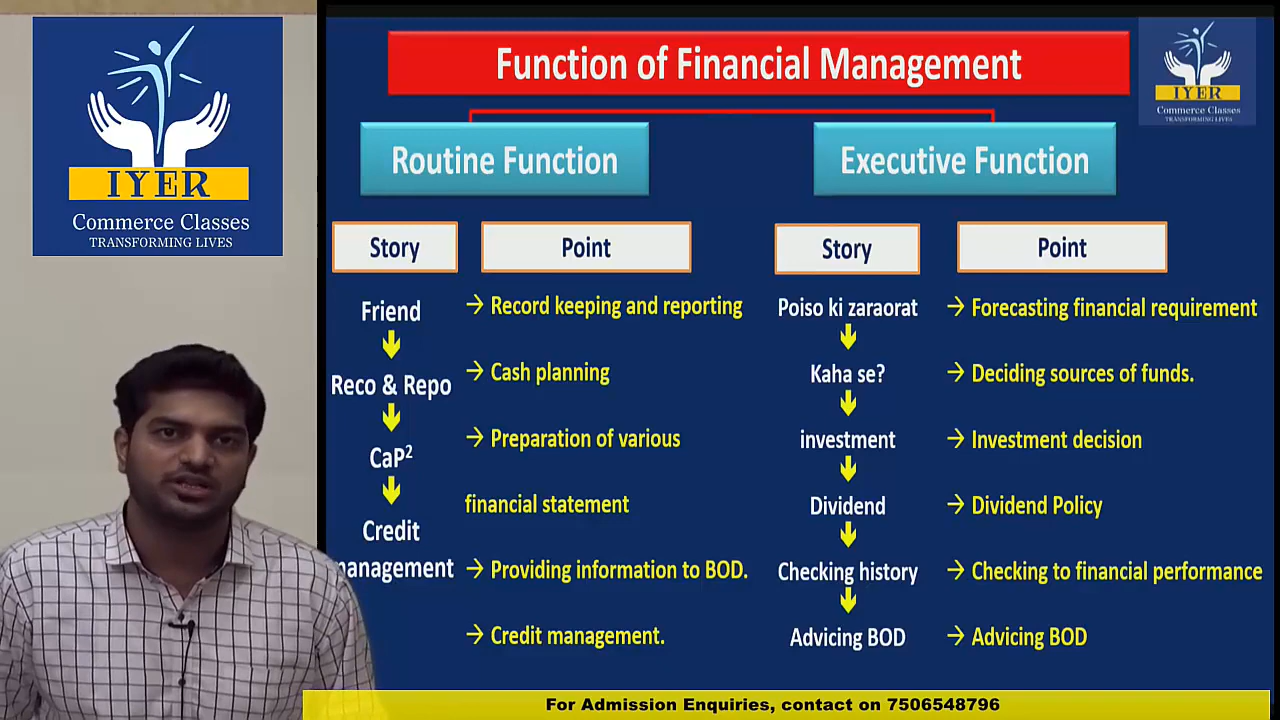 IYER
Commerce Classes
TRANSFORMING LIVES
Function of Financial Management
IYER
Commerce Classes
TRANSFORMING LIVES
Routine Function
Executive Function
Story
Point
Story
Point
Friend
Reco & Repo
CaP²
Credit
management
→ Record keeping and reporting
→ Cash planning
→ Preparation of various
financial statement
→ Providing information to BOD.
→ Credit management.
Poiso ki zaraorat
Kaha se?
investment
Dividend
Checking history
Advicing BOD
→ Forecasting financial requirement
→ Deciding sources of funds.
→ Investment decision
→ Dividend Policy
→ Checking to financial performance
→ Advicing BOD
For Admission Enquiries, contact on 7506548796